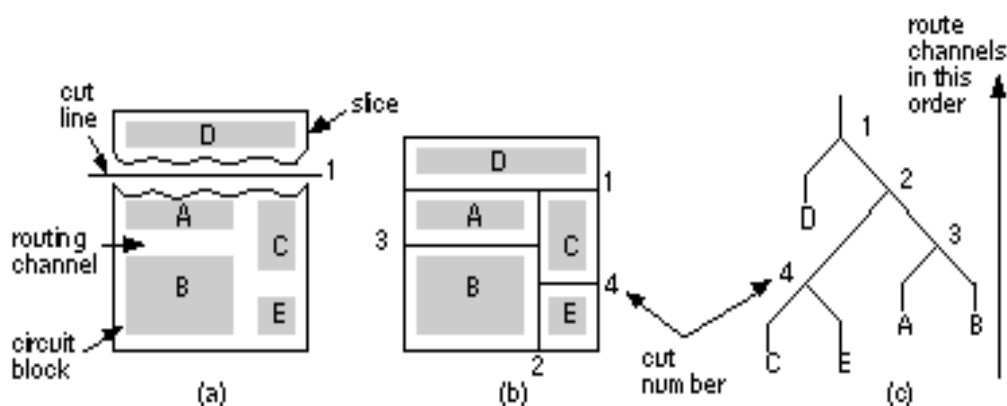 cut
line
D
slice
1
A
routing
channel
C
B
E
circuit
block
(a)
D
1
A
3
C
B
4
E
2
(b)
cut
number
route
channels
in this
order
1
2
D
3
4
A
B
C
E
(c)